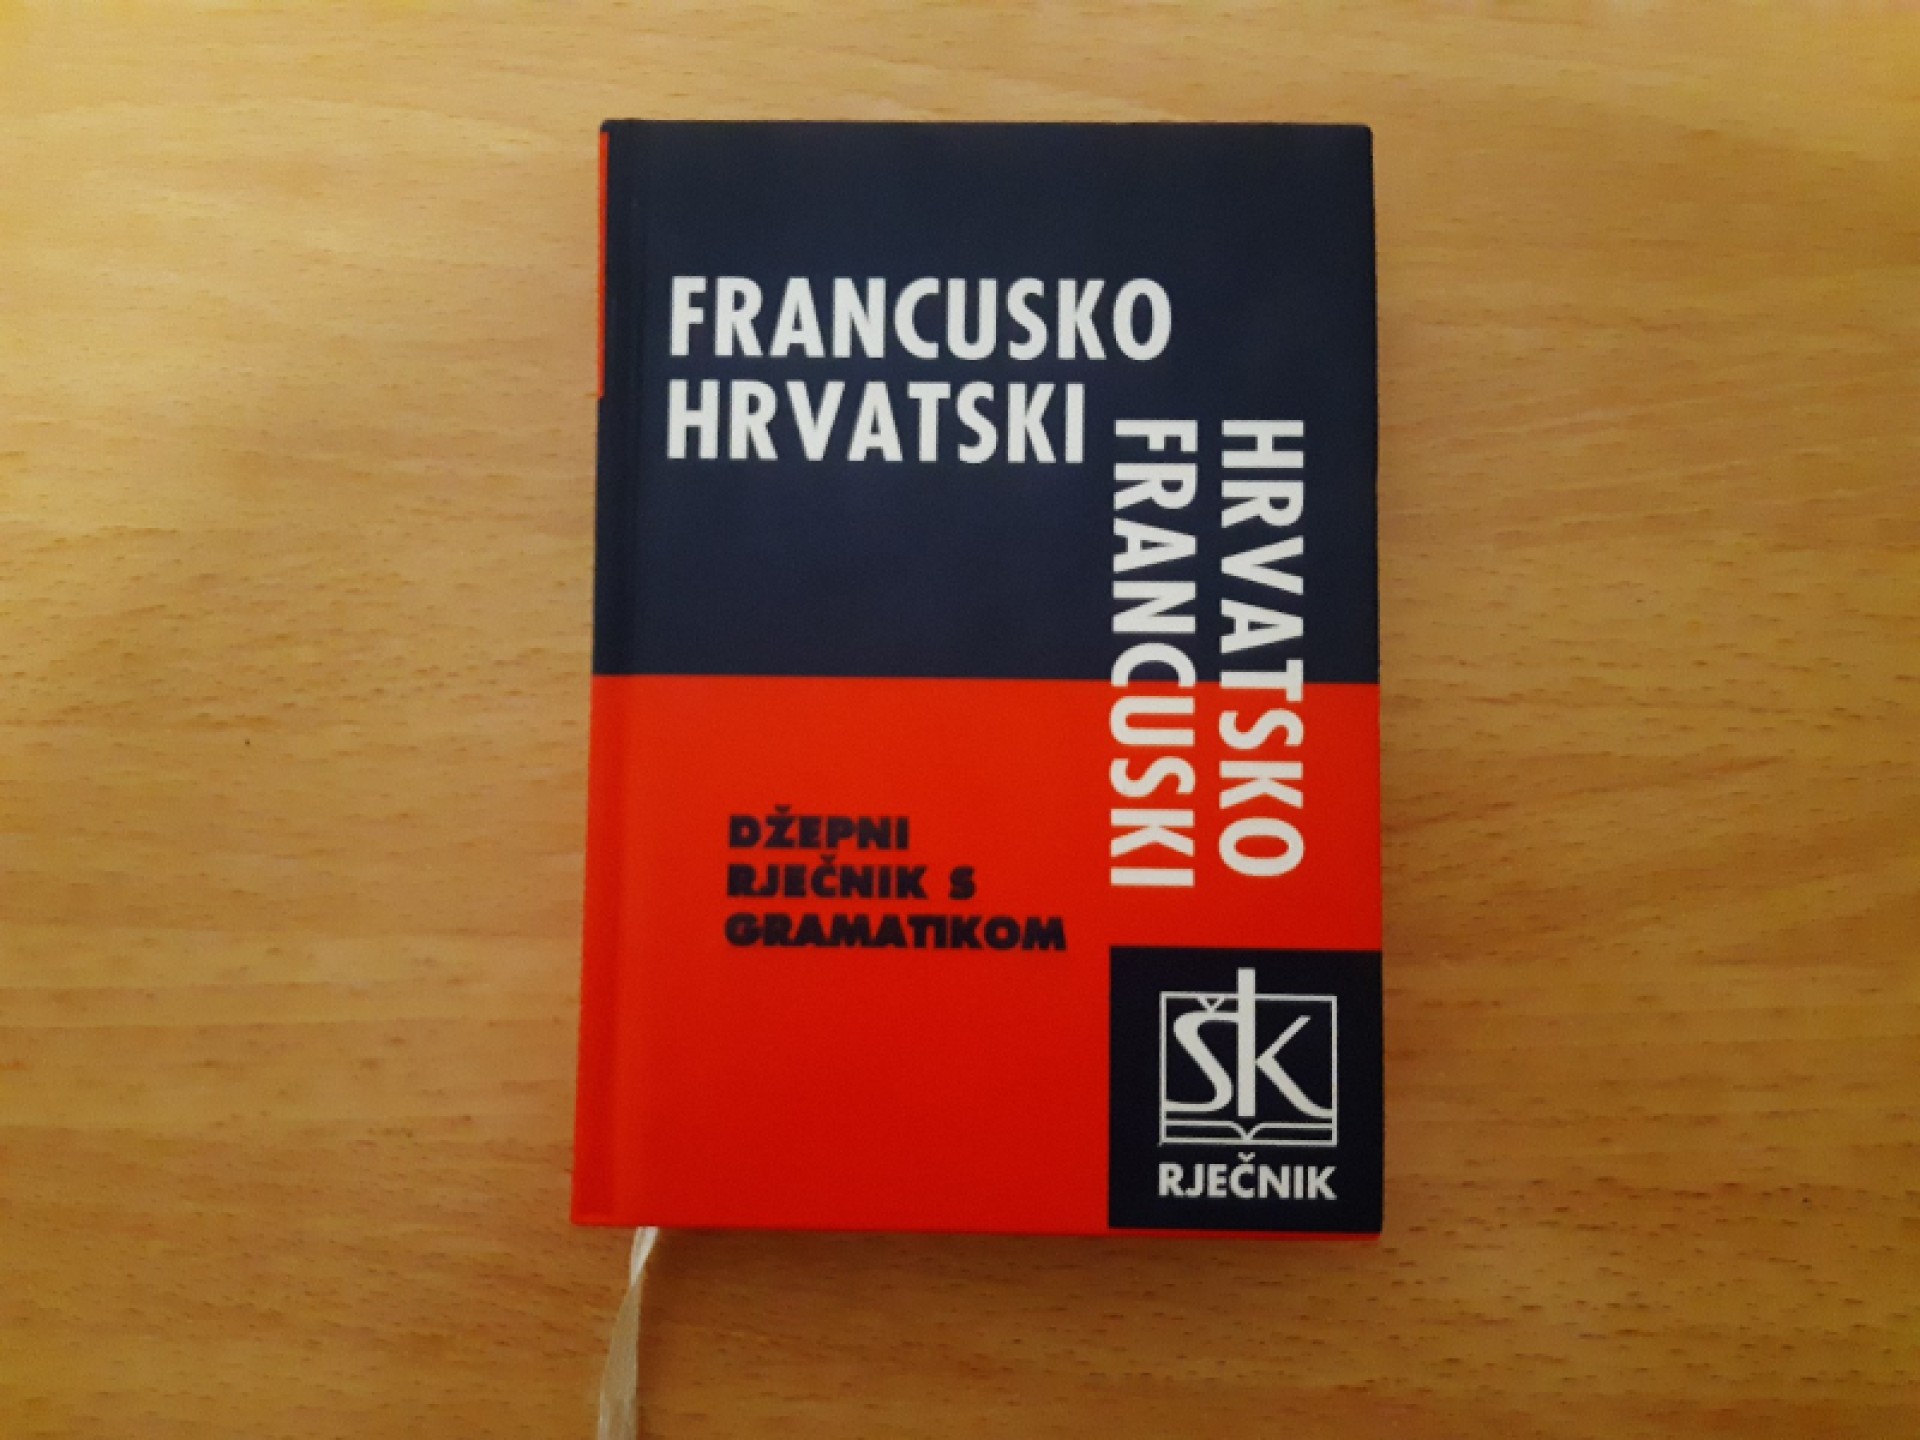 FRANCUSKO
HRVATSKI
HRVATSKO
FRANCUSKI
DŽEPNI
RJEČNIK S
GRAMATIKOM
ŠK
RJEČNIK